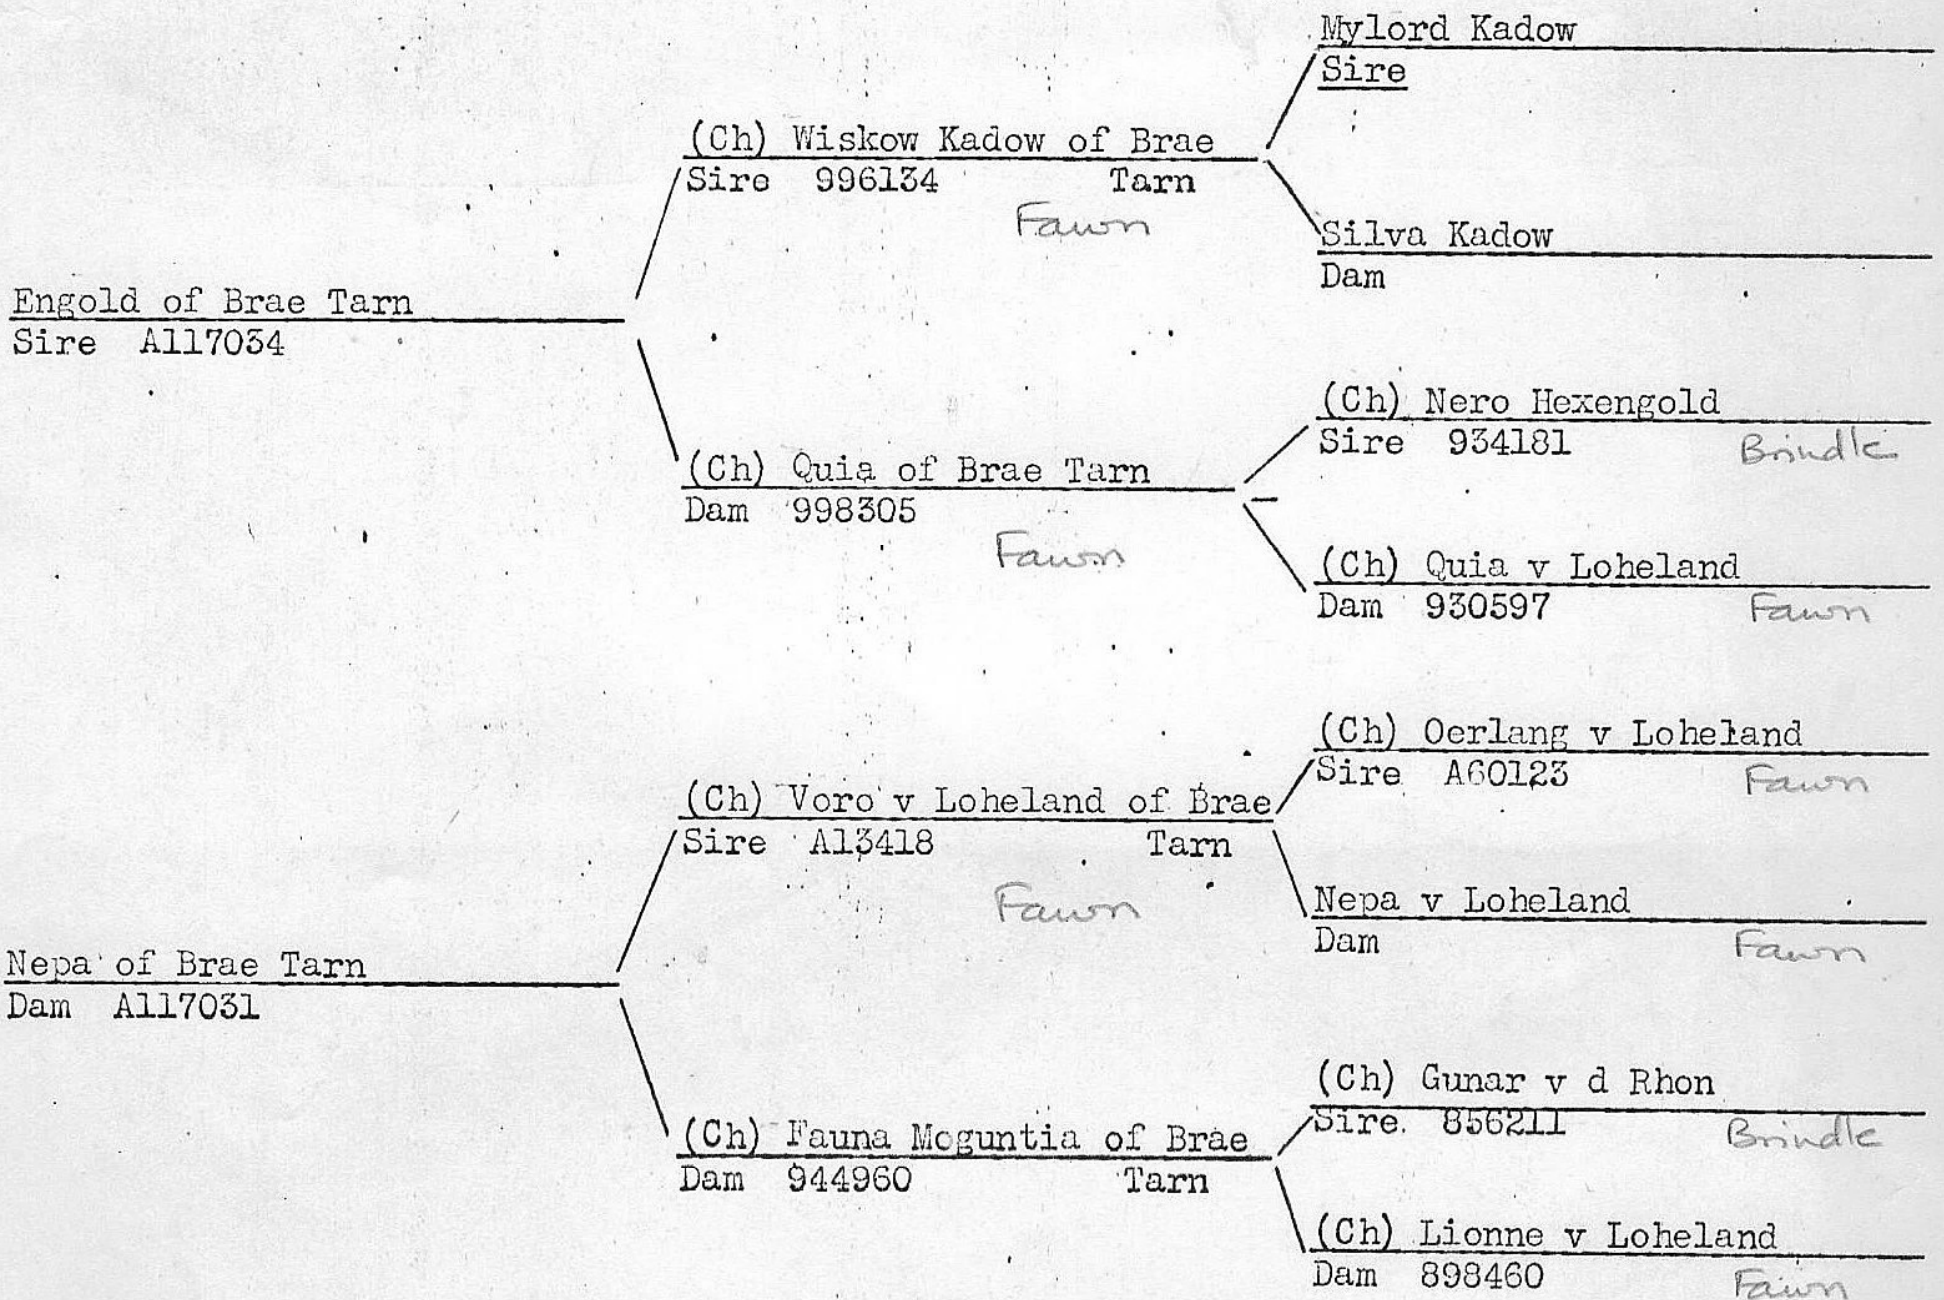 Mylord Kadow
Sire
(Ch) Wiskow Kadow of Brae
Sire 996134 Tarn
Fawn
Silva Kadow
Dam
Engold of Brae Tarn
Sire A117034
(Ch) Nero Hexengold
Sire 934181 Brindle
(Ch) Quia of Brae Tarn
Dam 998305
Fawn
(Ch) Quia v Loheland
Dam 930597 Fawn
(Ch) Oerlang v Loheland
Sire A60123 Fawn
(Ch) Voro v Loheland of Brae
Sire A13418 Tarn
Fawn
Nepa v Loheland
Dam Fawn
Nepa of Brae Tarn
Dam A117031
(Ch) Gunar v d Rhon
Sire. 856211 Brindle
(Ch) Fauna Moguntia of Brae
Dam 944960 Tarn
(Ch) Lionne v Loheland
Dam 898460 Fawn